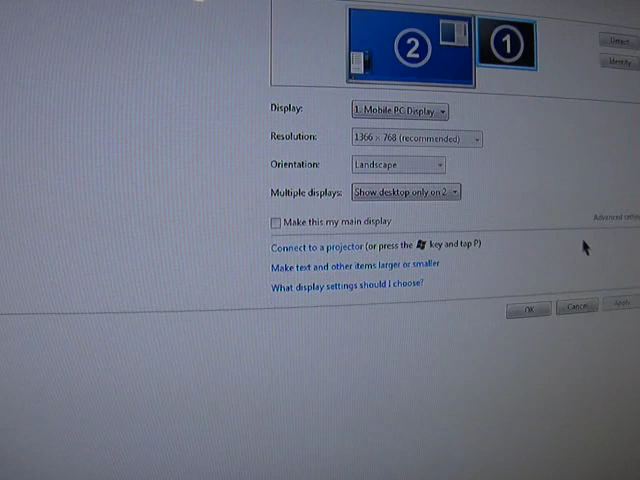 2
1
Detect
Identify
Display: 1. Mobile PC Display
Resolution: 1366 × 768 (recommended)
Orientation: Landscape
Multiple displays: Show desktop only on 2
Make this my main display
Advanced settin
Connect to a projector (or press the key and tap P)
Make text and other items larger or smaller
What display settings should I choose?
OK Cancel Apply